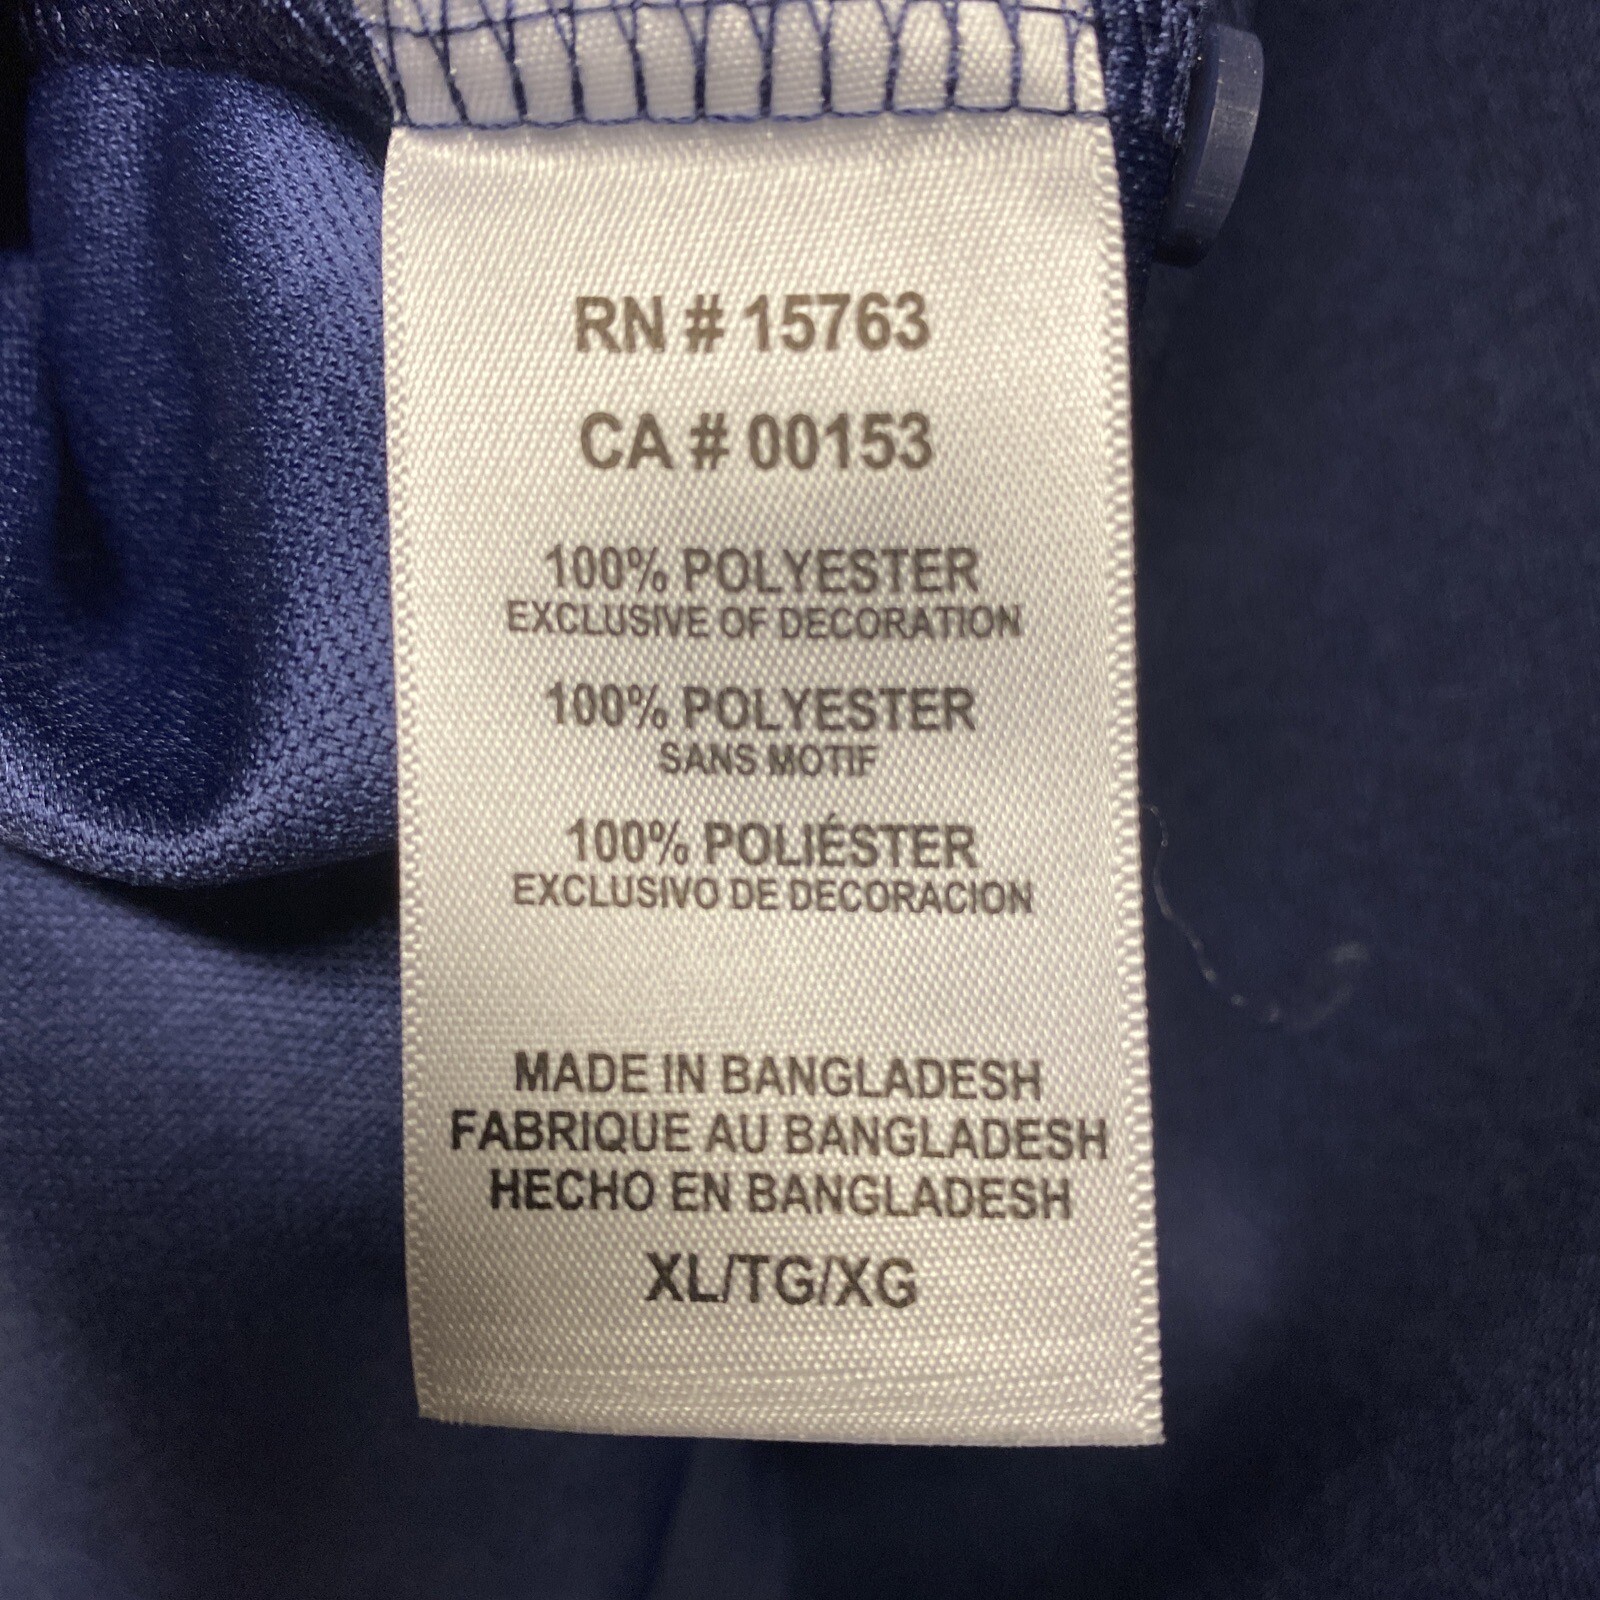 RN # 15763
CA # 00153
100% POLYESTER
EXCLUSIVE OF DECORATION
100% POLYESTER
SANS MOTIF
100% POLIÉSTER
EXCLUSIVO DE DECORACION
MADE IN BANGLADESH
FABRIQUE AU BANGLADESH
HECHO EN BANGLADESH
XL/TG/XG